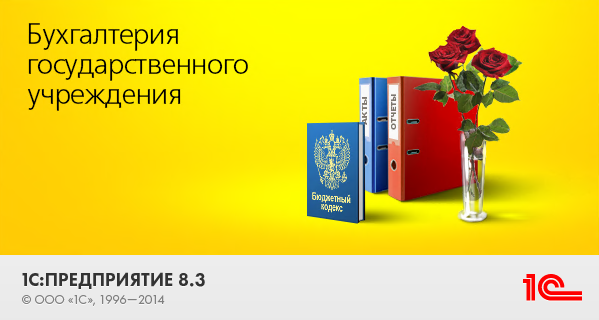 Бухгалтерия
государственного
учреждения
АКТЫ
ОТЧЕТЫ
Бюджетный
кодекс
1С:ПРЕДПРИЯТИЕ 8.3
© ООО «1С», 1996—2014
1С